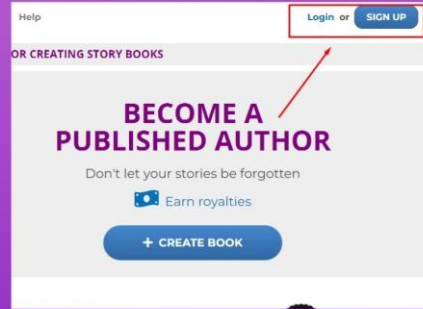 Help
Login or SIGN UP
OR CREATING STORY BOOKS
BECOME A
PUBLISHED AUTHOR
Don't let your stories be forgotten
Earn royalties
+ CREATE BOOK